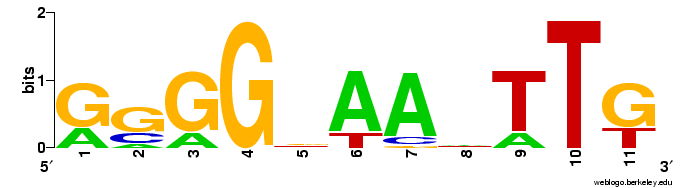 2
bits
1
0
G G G G A A T T G
A C A A T C A T
1 2 3 4 5 6 7 8 9 10 11
5′ 3′
weblogo.berkeley.edu